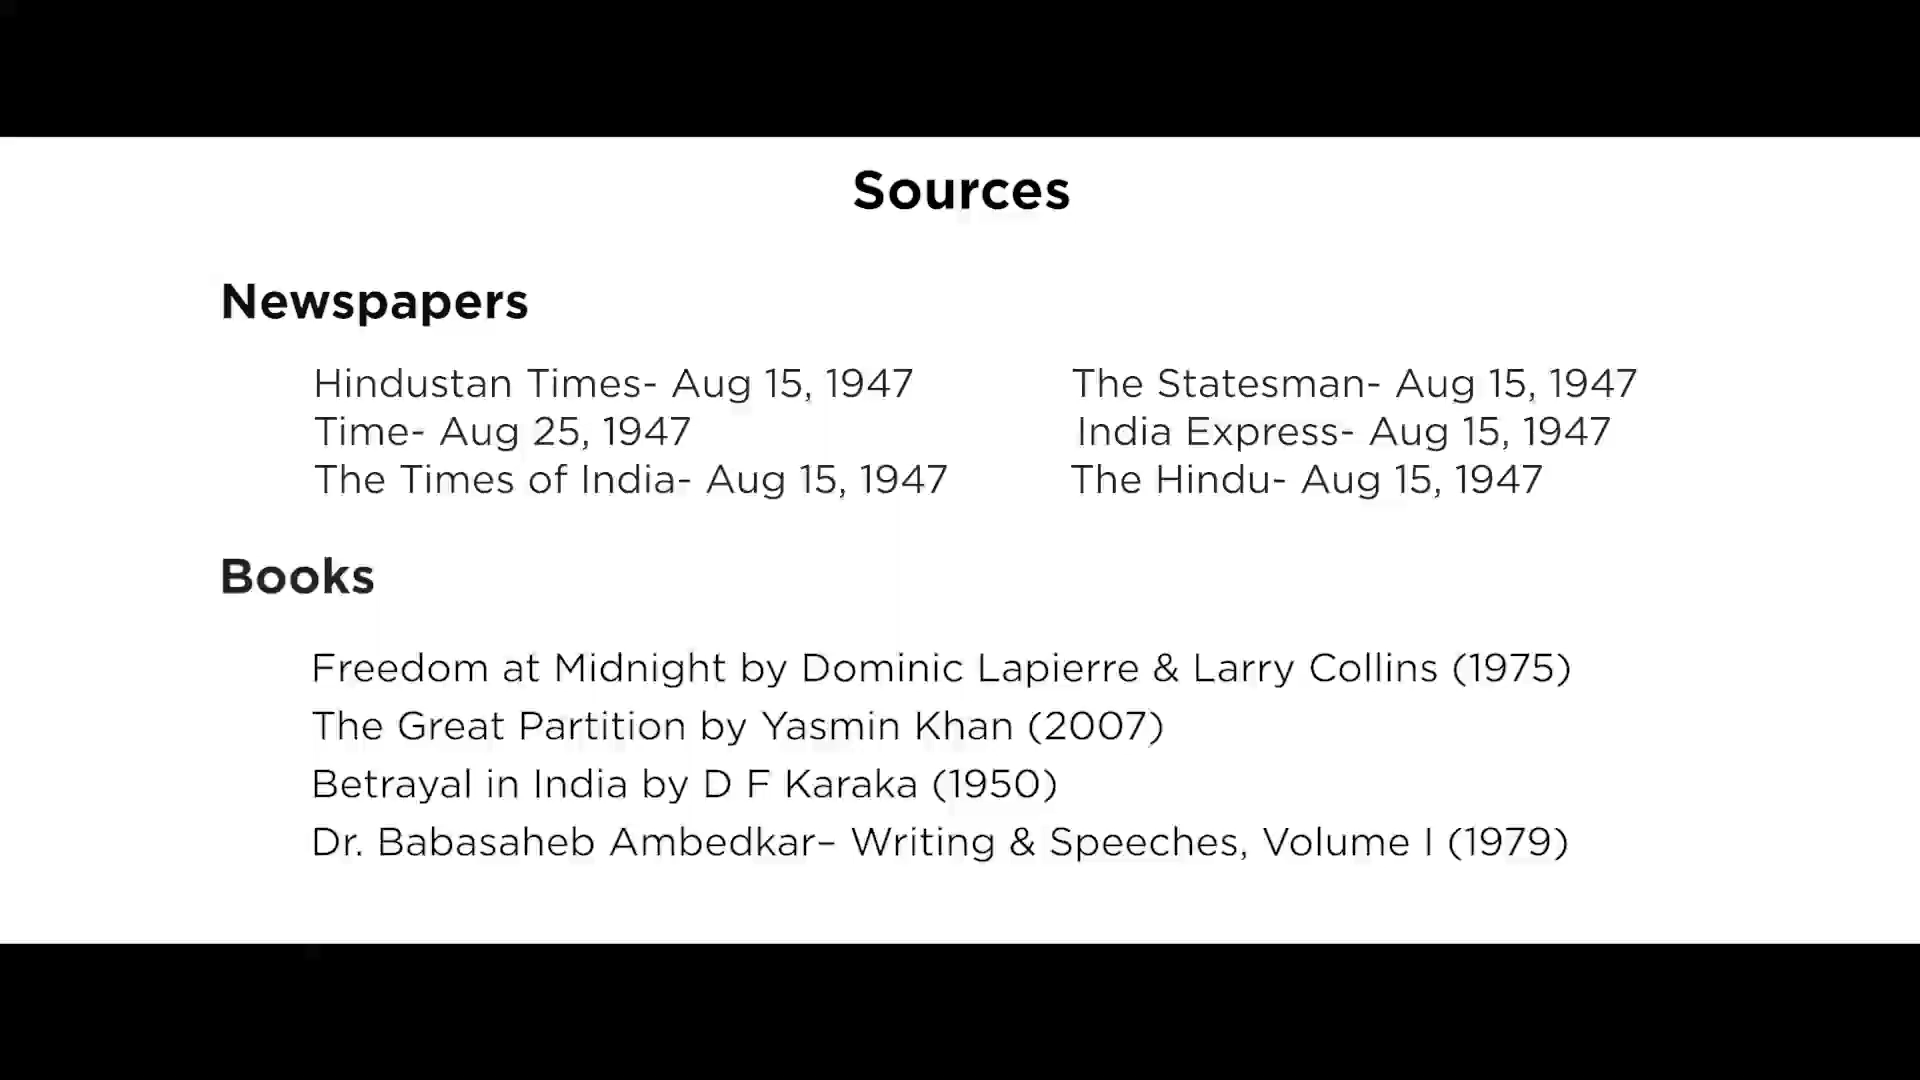 Sources
Newspapers
Hindustan Times- Aug 15, 1947
Time- Aug 25, 1947
The Times of India- Aug 15, 1947
The Statesman- Aug 15, 1947
India Express- Aug 15, 1947
The Hindu- Aug 15, 1947
Books
Freedom at Midnight by Dominic Lapierre & Larry Collins (1975)
The Great Partition by Yasmin Khan (2007)
Betrayal in India by D F Karaka (1950)
Dr. Babasaheb Ambedkar– Writing & Speeches, Volume I (1979)